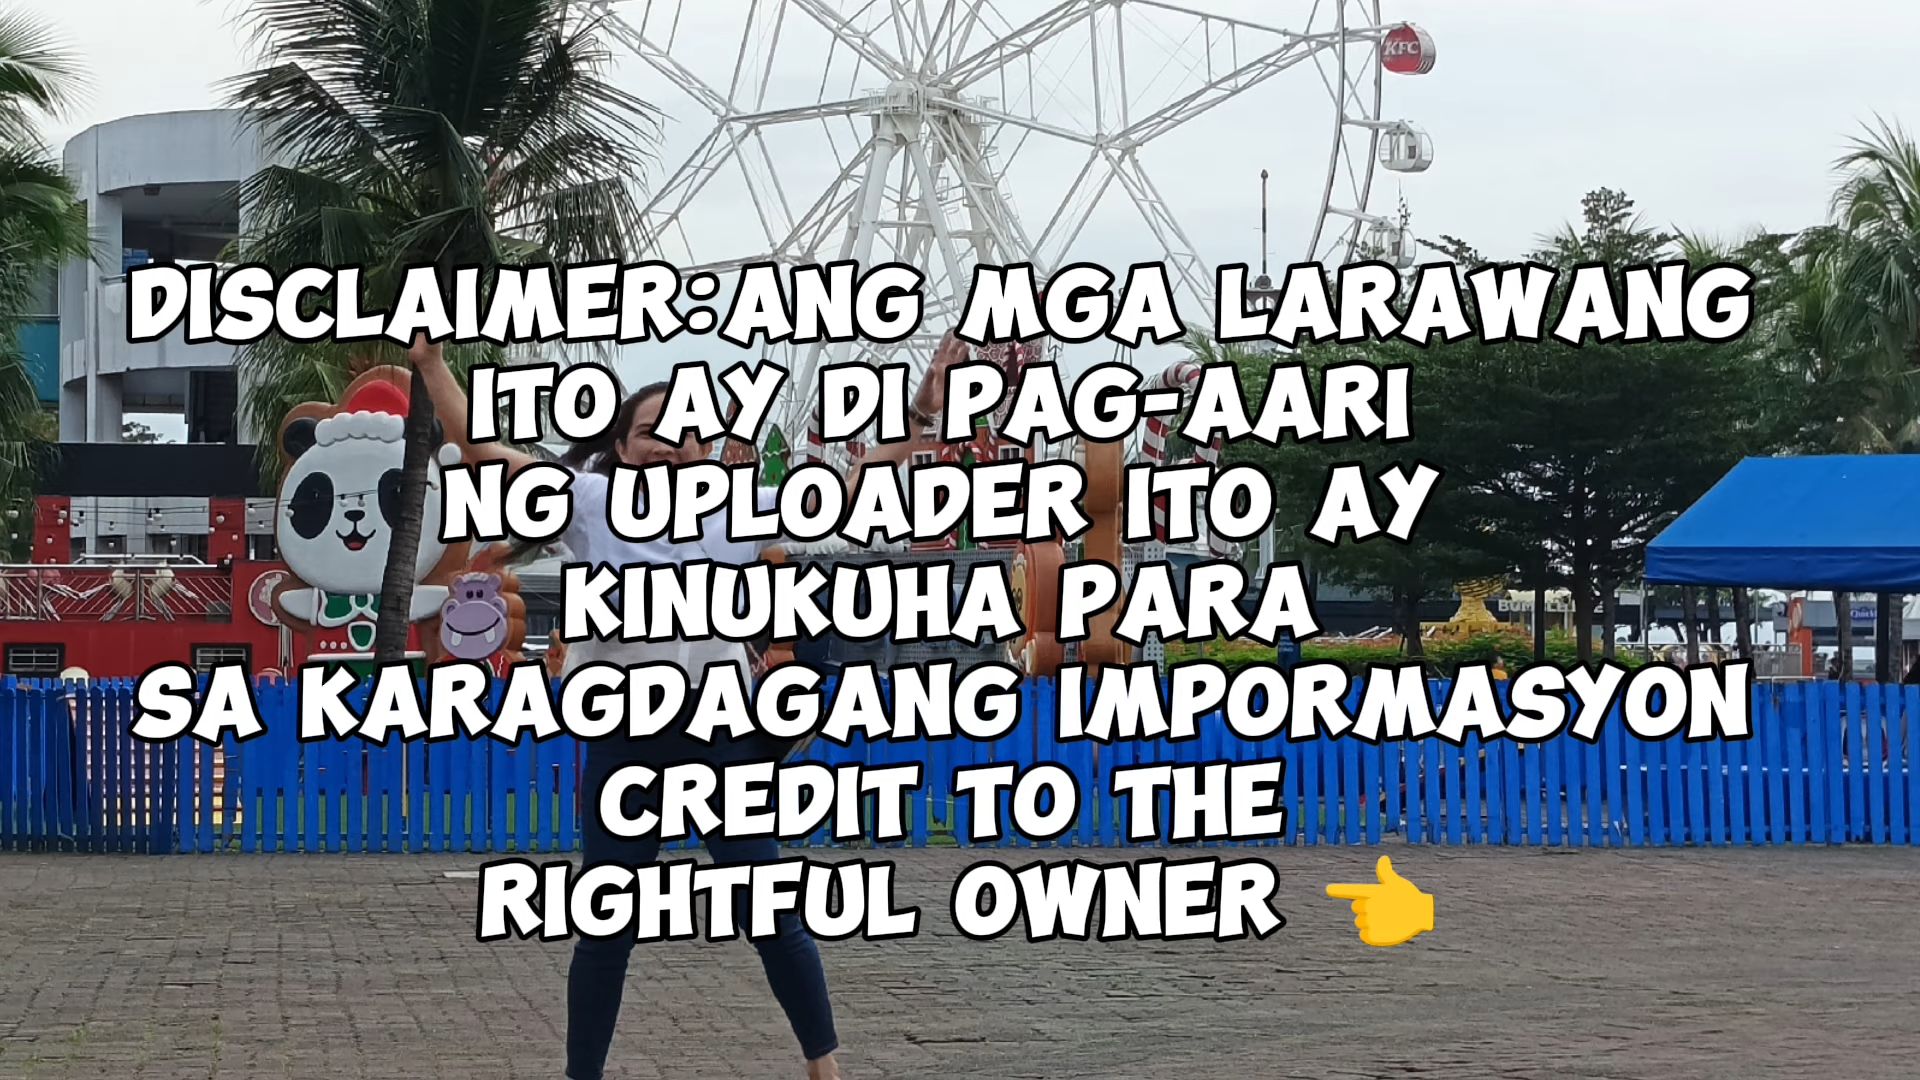 KFC
DISCLAIMER:ANG MGA LARAWANG
ITO AY DI PAG-AARI
NG UPLOADER ITO AY
KINUKUHA PARA
SA KARAGDAGANG IMPORMASYON
CREDIT TO THE
RIGHTFUL OWNER 👈